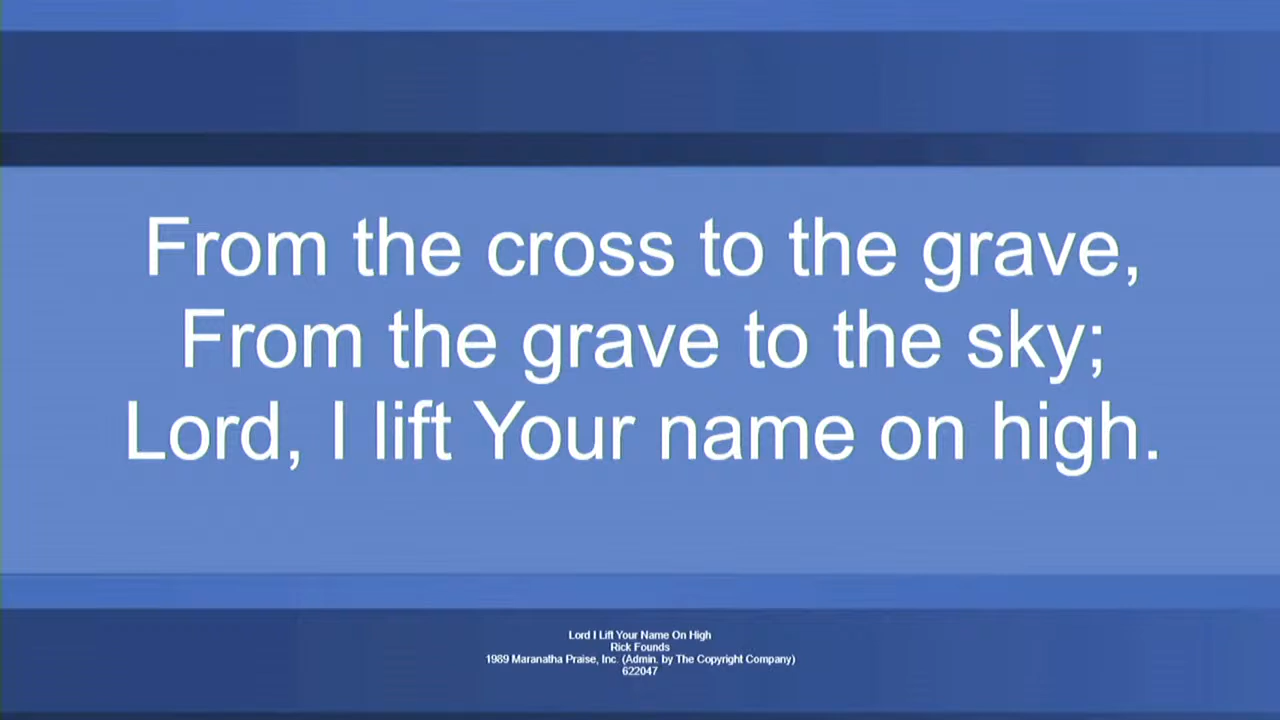 From the cross to the grave,
From the grave to the sky;
Lord, I lift Your name on high.
Lord I Lift Your Name On High
Rick Founds
1989 Maranatha Praise, Inc. (Admin. by The Copyright Company)
622047